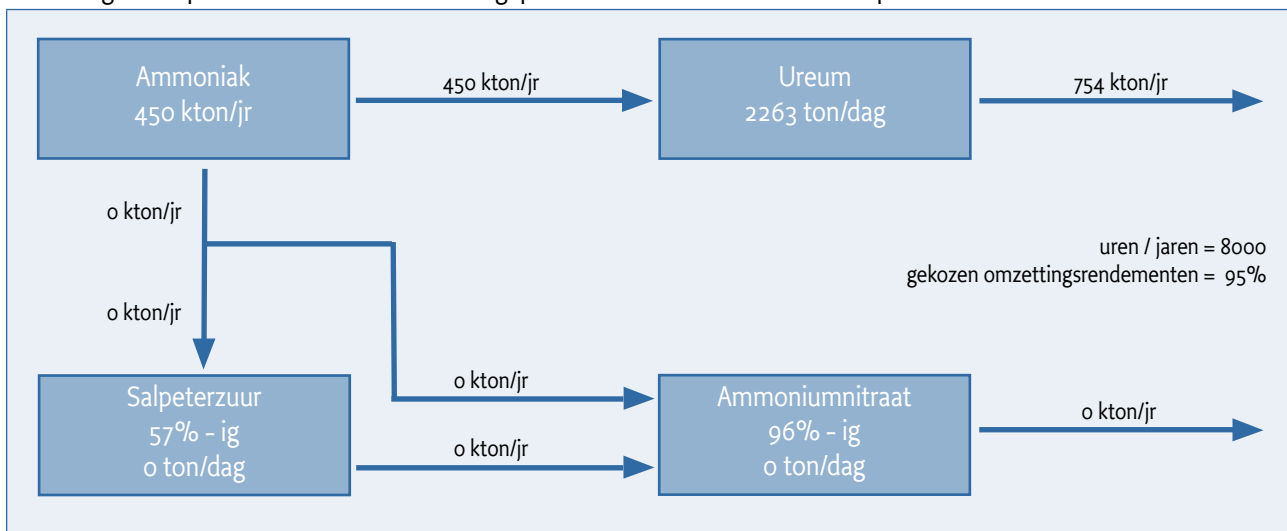 Ammoniak
450 kton/jr
450 kton/jr
Ureum
2263 ton/dag
754 kton/jr
0 kton/jr
uren / jaren = 8000
gekozen omzettingsrendementen = 95%
0 kton/jr
Salpeterzuur
57% - ig
0 ton/dag
0 kton/jr
0 kton/jr
Ammoniumnitraat
96% - ig
0 ton/dag
0 kton/jr